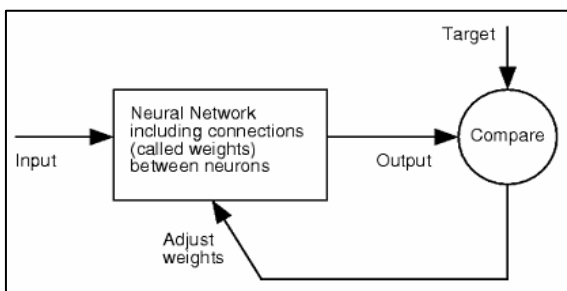 Target
Neural Network
including connections
(called weights)
between neurons
Compare
Input
Output
Adjust
weights